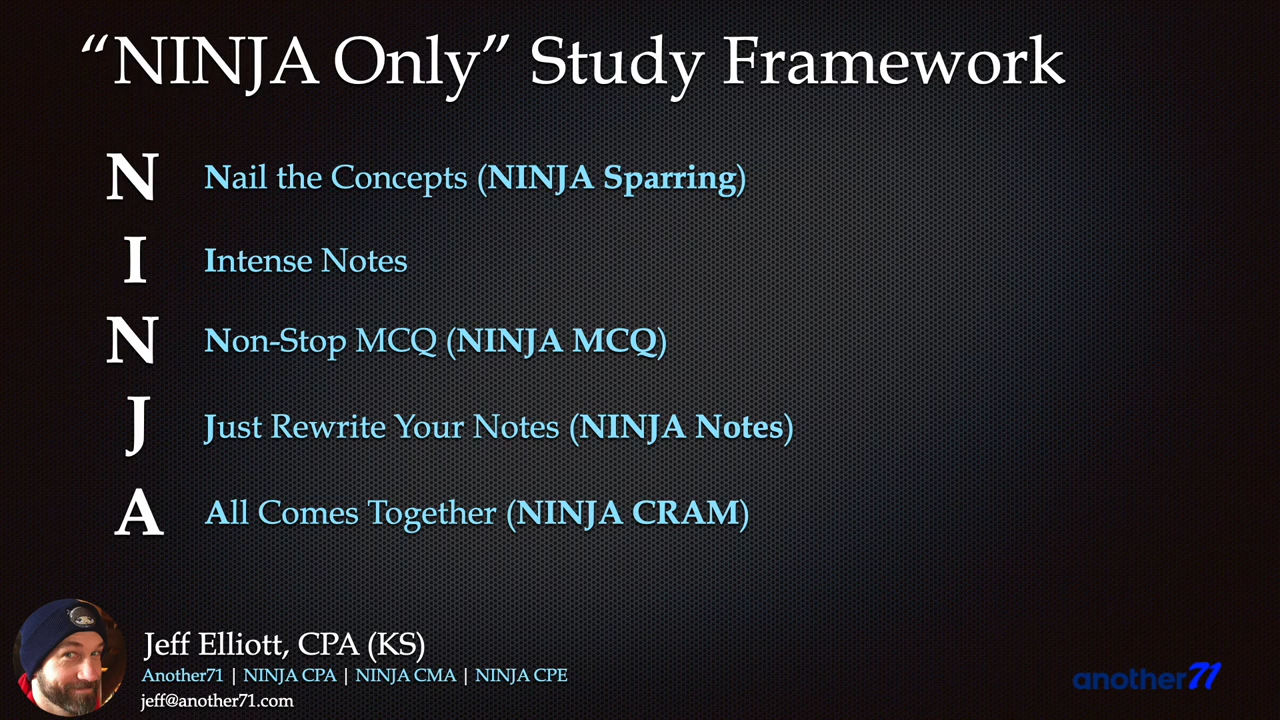 “NINJA Only” Study Framework
N Nail the Concepts (NINJA Sparring)
I Intense Notes
N Non-Stop MCQ (NINJA MCQ)
J Just Rewrite Your Notes (NINJA Notes)
A All Comes Together (NINJA CRAM)
Jeff Elliott, CPA (KS)
Another71 | NINJA CPA | NINJA CMA | NINJA CPE
jeff@another71.com
another71